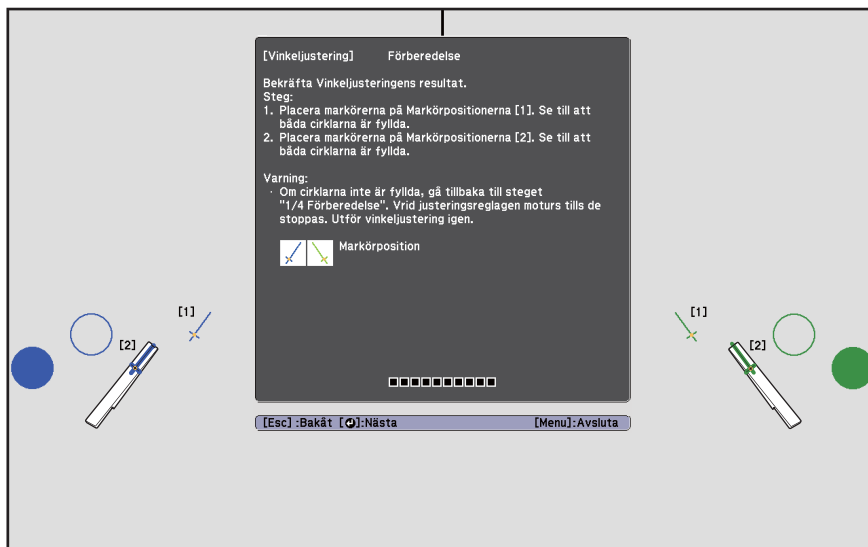 [Vinkeljustering] Förberedelse
Bekräfta Vinkeljusteringens resultat.
Steg:
1. Placera markörerna på Markörpositionerna [1]. Se till att
båda cirklarna är fyllda.
2. Placera markörerna på Markörpositionerna [2]. Se till att
båda cirklarna är fyllda.
Varning:
· Om cirklarna inte är fyllda, gå tillbaka till steget
"1/4 Förberedelse". Vrid justeringsreglagen moturs tills de
stoppas. Utför vinkeljustering igen.
Markörposition
[1]
[1]
[2]
[2]
[Esc] :Bakåt [↲]:Nästa [Menu]:Avsluta